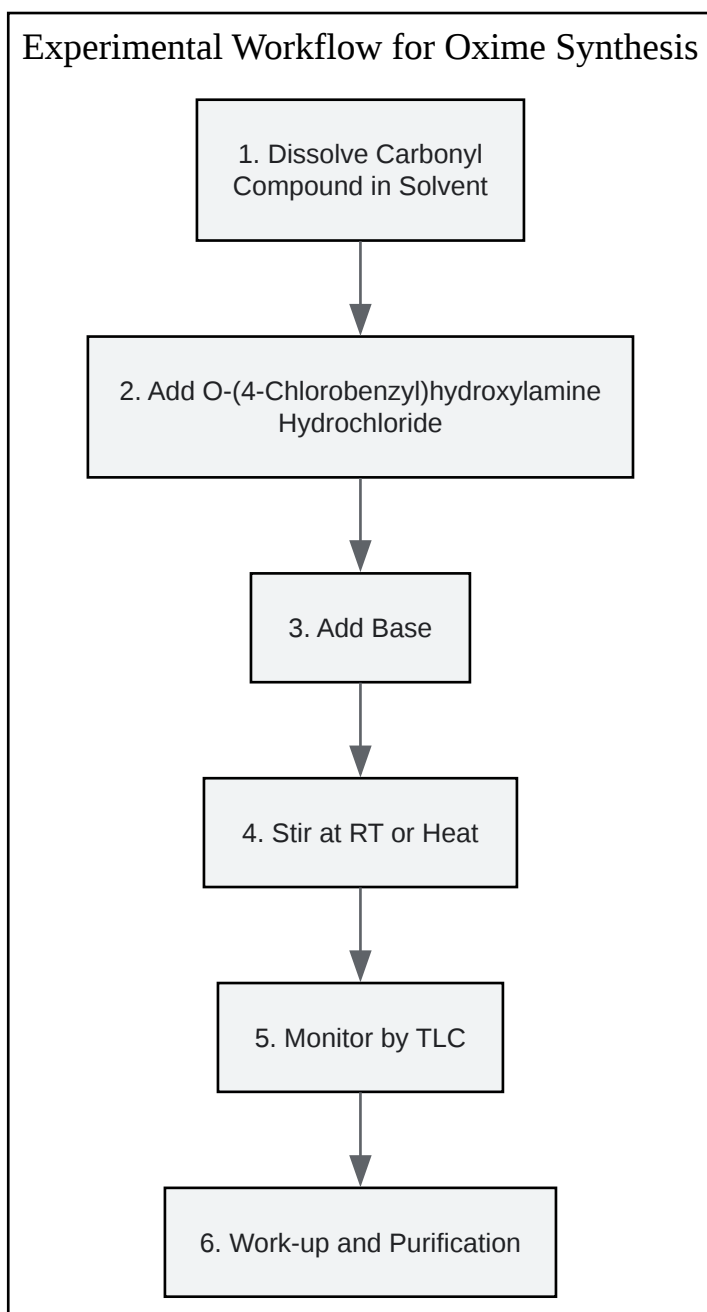 Experimental Workflow for Oxime Synthesis
1. Dissolve Carbonyl
Compound in Solvent
2. Add O-(4-Chlorobenzyl)hydroxylamine
Hydrochloride
3. Add Base
4. Stir at RT or Heat
5. Monitor by TLC
6. Work-up and Purification